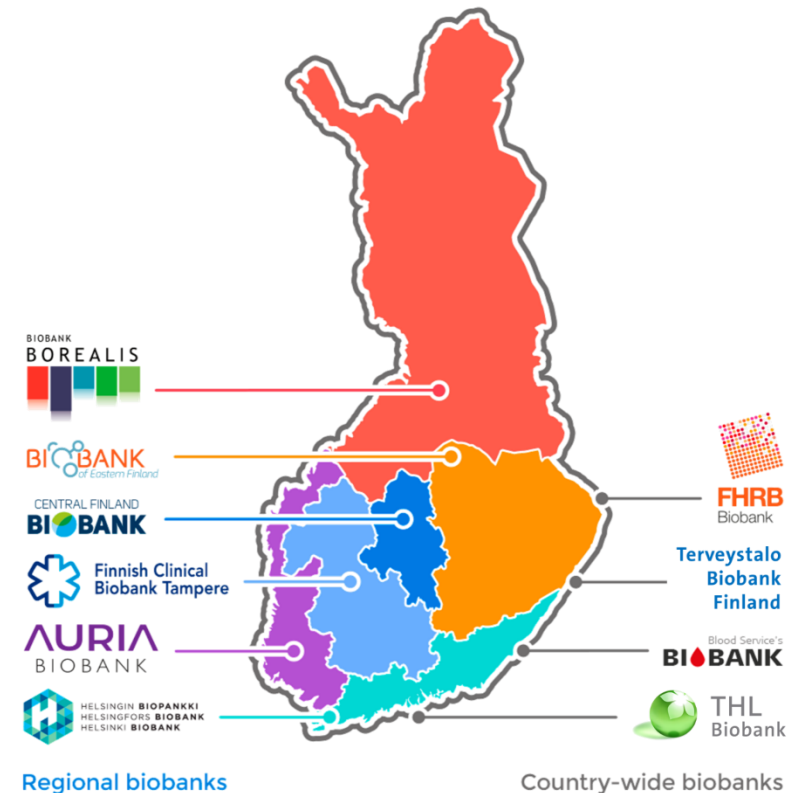 BIOBANK
BOREALIS
BIOBANK
of Eastern Finland
CENTRAL FINLAND
BIOBANK
Finnish Clinical
Biobank Tampere
AURIA
BIOBANK
HELSINGIN BIOPANKKI
HELSINGFORS BIOBANK
HELSINKI BIOBANK
Regional biobanks
FHRB
Biobank
Terveystalo
Biobank
Finland
Blood Service's
BIOBANK
THL
Biobank
Country-wide biobanks